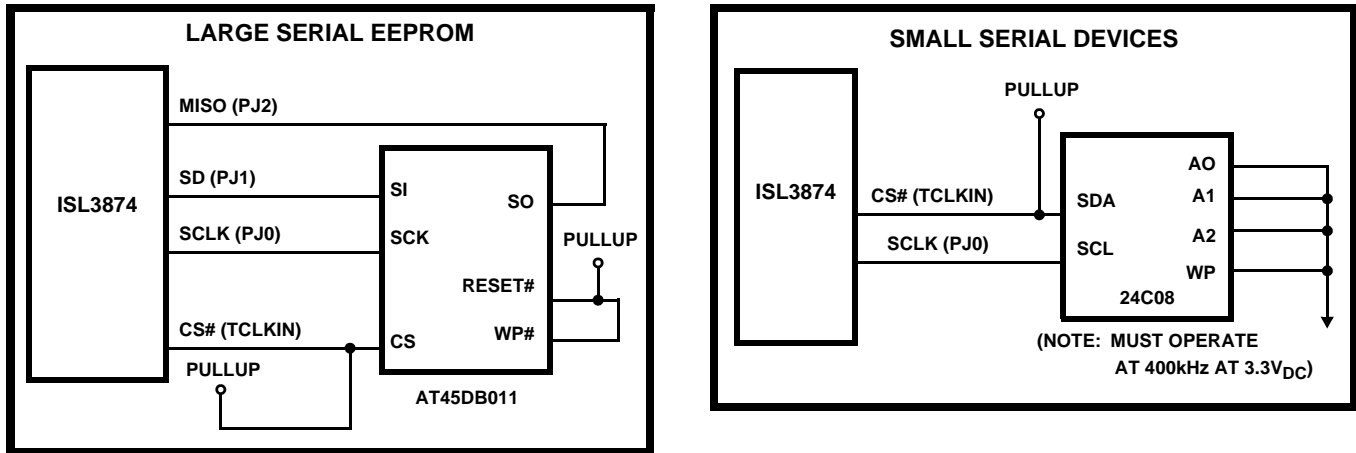 LARGE SERIAL EEPROM
ISL3874
MISO (PJ2)
SD (PJ1)
SCLK (PJ0)
CS# (TCLKIN)
PULLUP
SI
SCK
CS
SO
RESET#
WP#
PULLUP
AT45DB011
SMALL SERIAL DEVICES
ISL3874
PULLUP
CS# (TCLKIN)
SCLK (PJ0)
SDA
SCL
AO
A1
A2
WP
24C08
(NOTE: MUST OPERATE
AT 400kHz AT 3.3VDC)